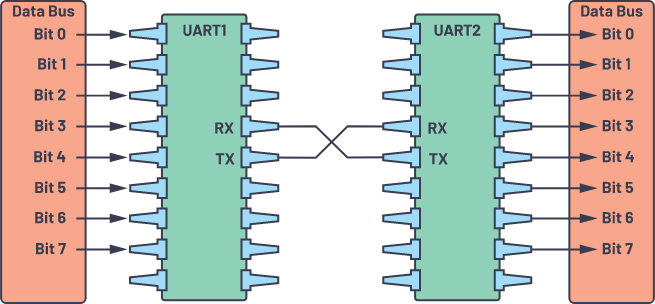 Data Bus
Bit 0
Bit 1
Bit 2
Bit 3
Bit 4
Bit 5
Bit 6
Bit 7
UART1
RX
TX
UART2
RX
TX
Data Bus
Bit 0
Bit 1
Bit 2
Bit 3
Bit 4
Bit 5
Bit 6
Bit 7